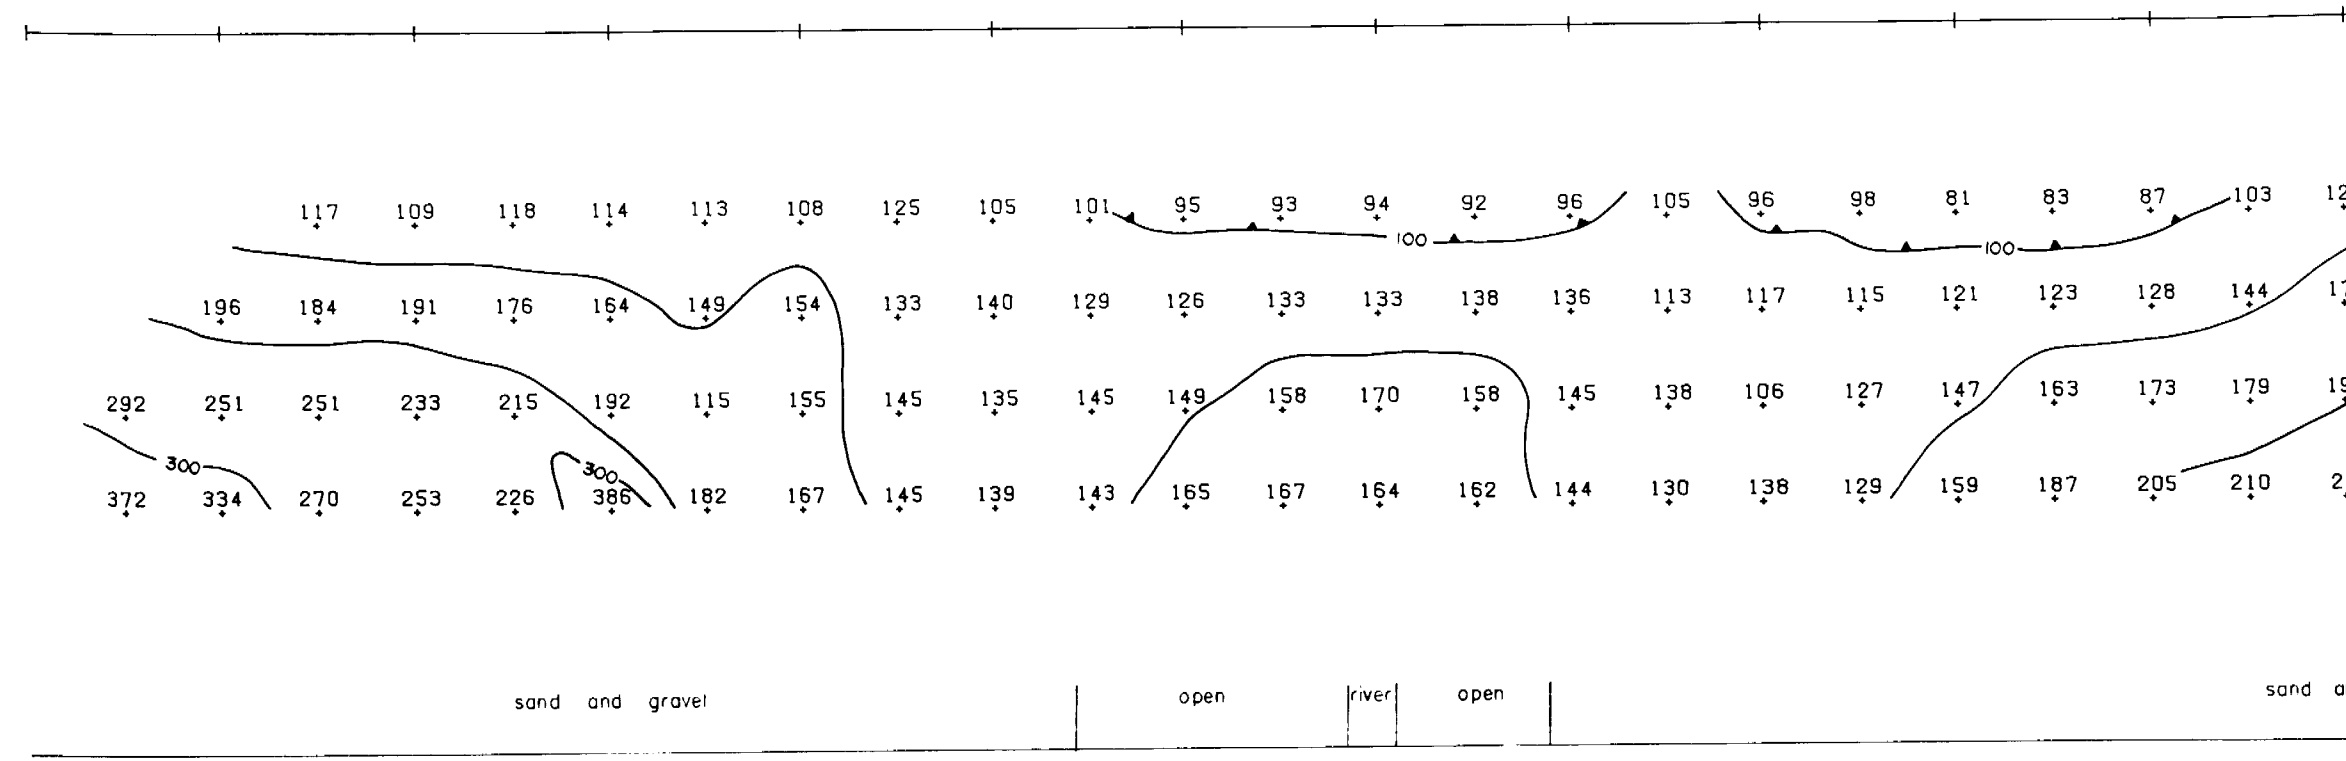 117 109 118 114 113 108 125 105 101 95 93 94 92 96 105 96 98 81 83 87 103
100 100
196 184 191 176 164 149 154 133 140 129 126 133 133 138 136 113 117 115 121 123 128 144
292 251 251 233 215 192 115 155 145 135 145 149 158 170 158 145 138 106 127 147 163 173 179
300 300
372 334 270 253 226 386 182 167 145 139 143 165 167 164 162 144 130 138 129 159 187 205 210
sand and gravel open river open sand